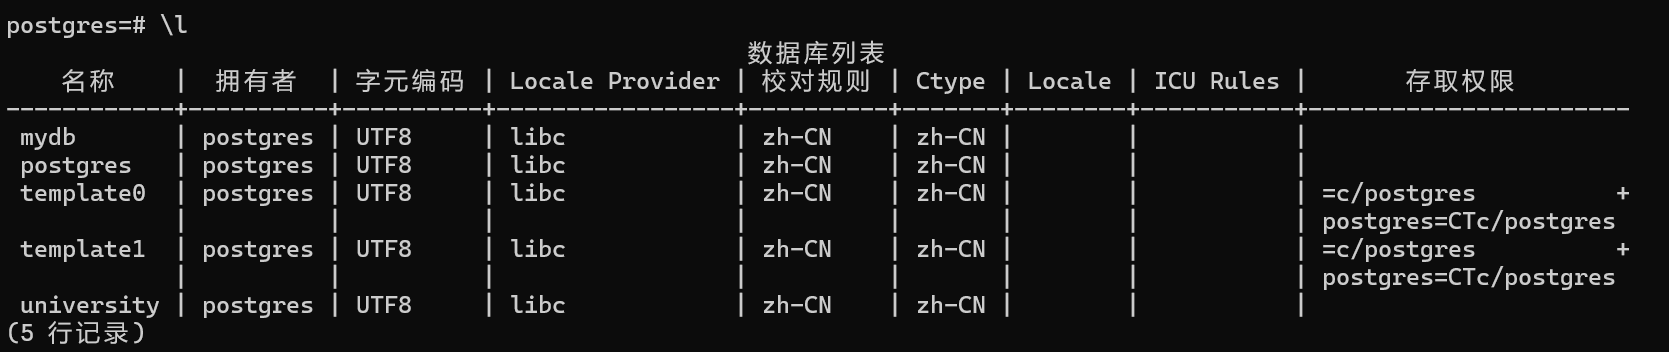 postgres=# \l
                                                     数据库列表
    名称    |  拥有者  | 字元编码 | Locale Provider | 校对规则 | Ctype | Locale | ICU Rules |       存取权限
------------+----------+----------+-----------------+----------+-------+--------+-----------+-----------------------
 mydb       | postgres | UTF8     | libc            | zh-CN    | zh-CN |        |           |
 postgres   | postgres | UTF8     | libc            | zh-CN    | zh-CN |        |           |
 template0  | postgres | UTF8     | libc            | zh-CN    | zh-CN |        |           | =c/postgres          +
            |          |          |                 |          |       |        |           | postgres=CTc/postgres
 template1  | postgres | UTF8     | libc            | zh-CN    | zh-CN |        |           | =c/postgres          +
            |          |          |                 |          |       |        |           | postgres=CTc/postgres
 university | postgres | UTF8     | libc            | zh-CN    | zh-CN |        |           |
(5 行记录)